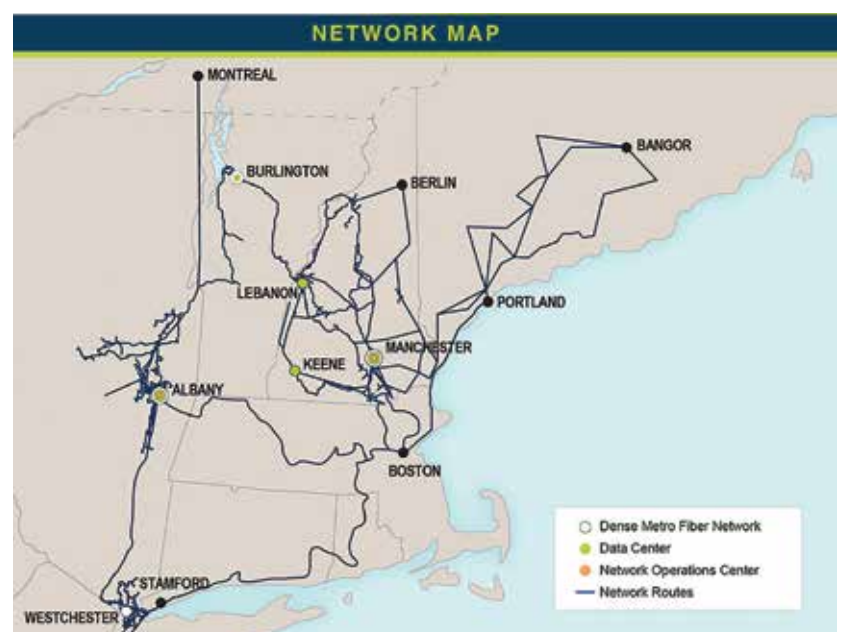 NETWORK MAP
MONTREAL
BURLINGTON
BERLIN
BANGOR
LEBANON
PORTLAND
MANCHESTER
KEENE
ALBANY
BOSTON
STAMFORD
WESTCHESTER
Dense Metro Fiber Network
Data Center
Network Operations Center
Network Routes